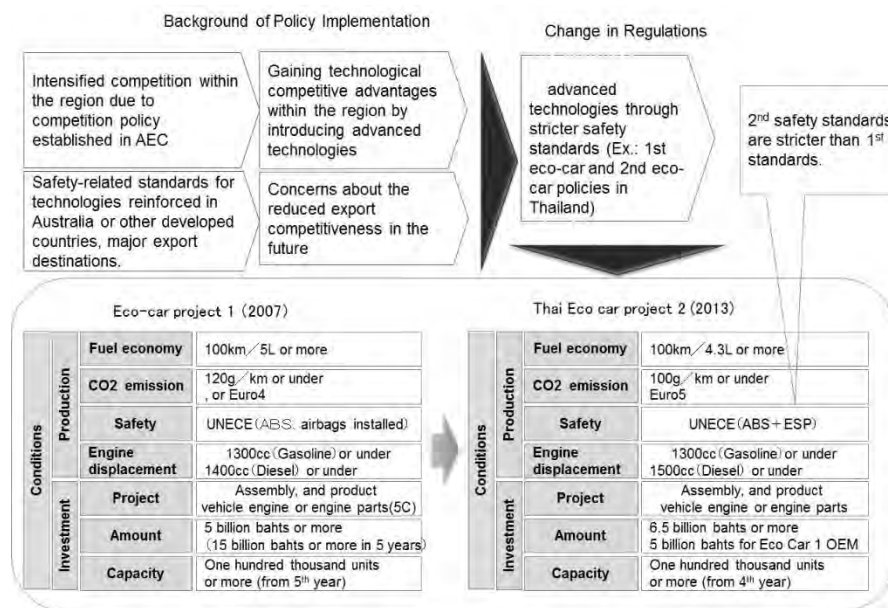 Background of Policy Implementation
Change in Regulations
Intensified competition within
the region due to
competition policy
established in AEC
Gaining technological
competitive advantages
within the region by
introducing advanced
technologies
Safety-related standards for
technologies reinforced in
Australia or other developed
countries, major export
destinations.
Concerns about the
reduced export
competitiveness in the
future
advanced
technologies through
stricter safety
standards (Ex.: 1st
eco-car and 2nd eco-
car policies in
Thailand)
2nd safety standards
are stricter than 1st
standards.
Eco-car project 1 (2007)
Conditions
Production
Fuel economy
100km/5L or more
CO2 emission
120g/km or under
, or Euro4
Safety
UNECE(ABS. airbags installed)
Engine
displacement
1300cc(Gasoline) or under
1400cc(Diesel) or under
Investment
Project
Assembly, and product
vehicle engine or engine parts(5C)
Amount
5 billion bahts or more
(15 billion bahts or more in 5 years)
Capacity
One hundred thousand units
or more (from 5th year)
Thai Eco car project 2 (2013)
Conditions
Production
Fuel economy
100km/4.3L or more
CO2 emission
100g/km or under
Euro5
Safety
UNECE(ABS+ESP)
Engine
displacement
1300cc(Gasoline) or under
1500cc(Diesel) or under
Investment
Project
Assembly, and product
vehicle engine or engine parts
Amount
6.5 billion bahts or more
5 billion bahts for Eco Car 1 OEM
Capacity
One hundred thousand units
or more (from 4th year)